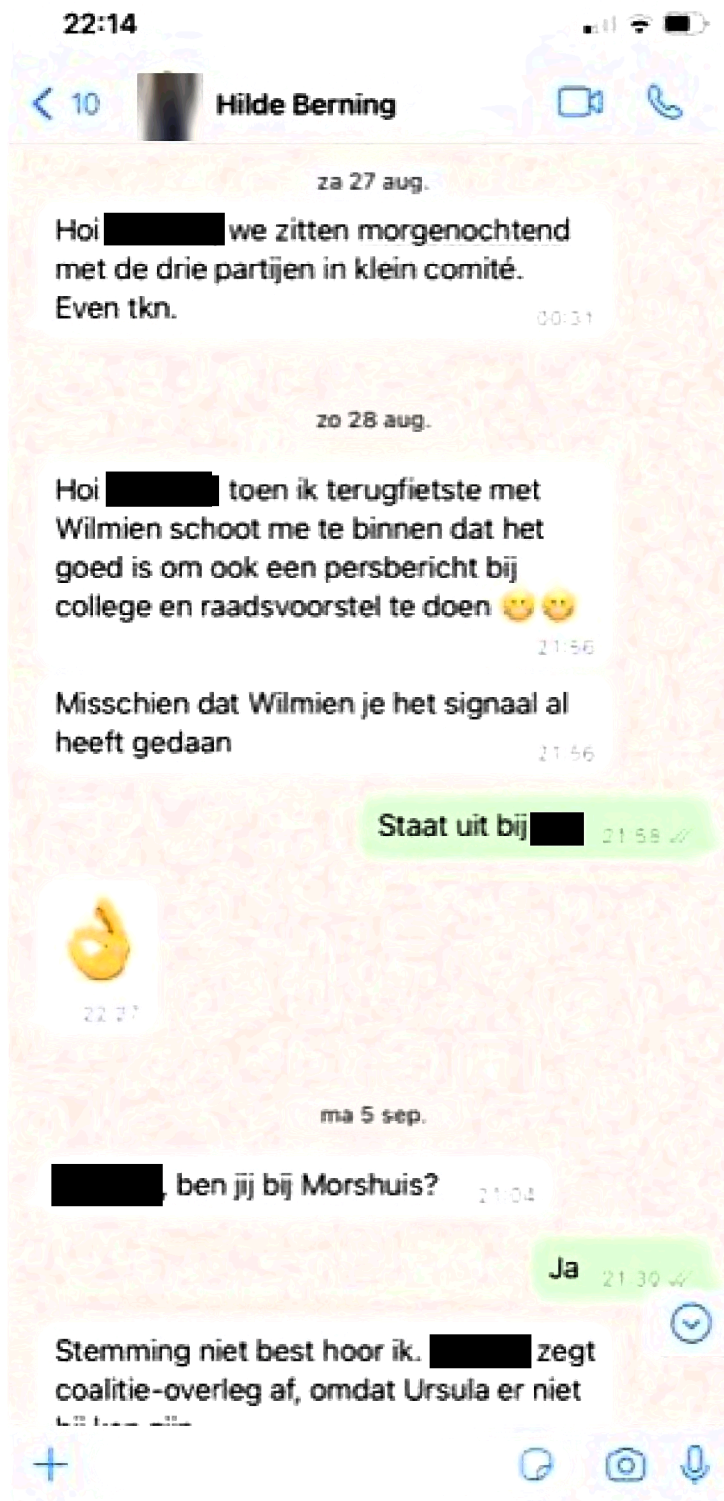 22:14
10 Hilde Berning
za 27 aug.
Hoi we zitten morgenochtend
met de drie partijen in klein comité.
Even tkn.
00:31
zo 28 aug.
Hoi toen ik terugfietste met
Wilmien schoot me te binnen dat het
goed is om ook een persbericht bij
college en raadsvoorstel te doen
21:56
Misschien dat Wilmien je het signaal al
heeft gedaan
21:56
Staat uit bij 21:58
22:27
ma 5 sep.
, ben jij bij Morshuis? 21:04
Ja 21:30
Stemming niet best hoor ik. zegt
coalitie-overleg af, omdat Ursula er niet